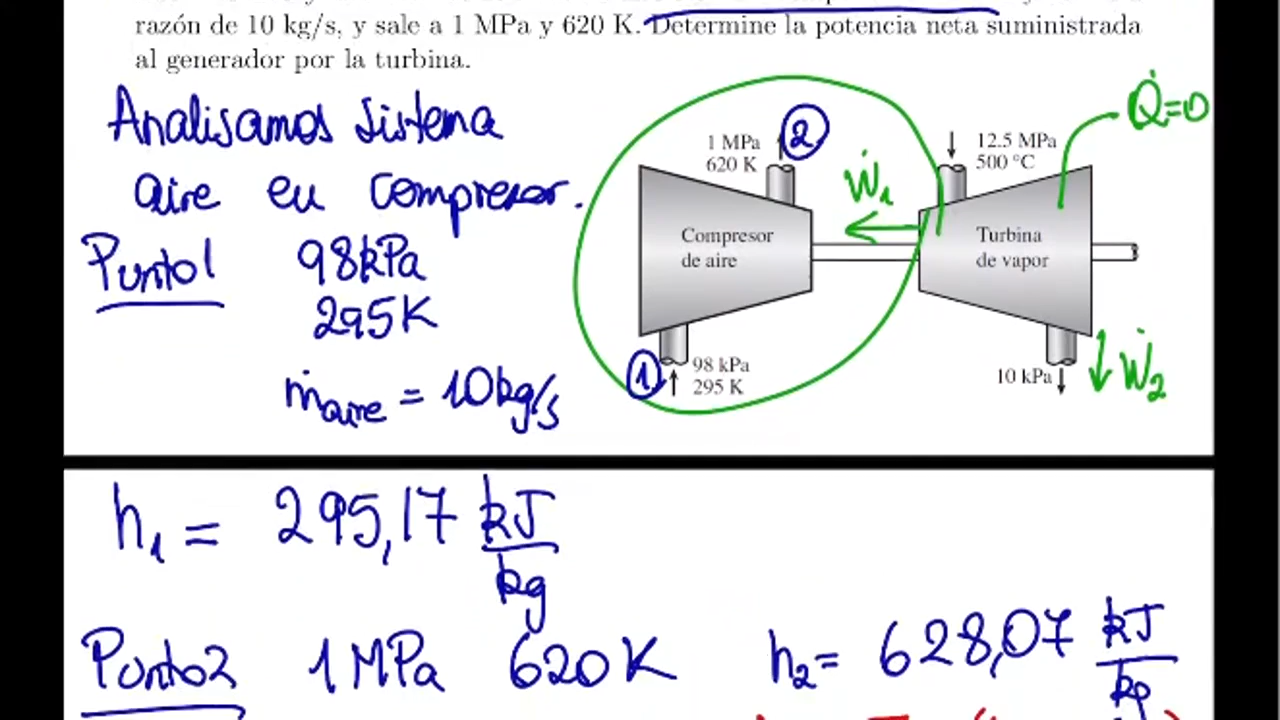 razón de 10 kg/s, y sale a 1 MPa y 620 K. Determine la potencia neta suministrada
al generador por la turbina.
Analisamos sistema
aire en compresor.
Punto1 98kPa
295K
ṁaire = 10kg/s
1 MPa
620 K
2
Ẇ1
12.5 MPa
500 °C
Q̇=0
Compresor
de aire
Turbina
de vapor
1
98 kPa
295 K
10 kPa
Ẇ2
h1 = 295,17 kJ/kg
Punto2 1MPa 620K h2= 628,07 kJ/kg